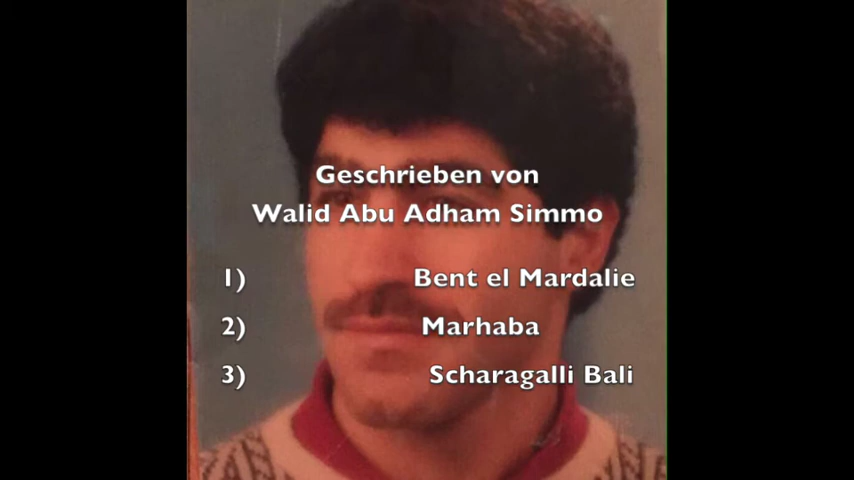 Geschrieben von
Walid Abu Adham Simmo
1) Bent el Mardalie
2) Marhaba
3) Scharagalli Bali